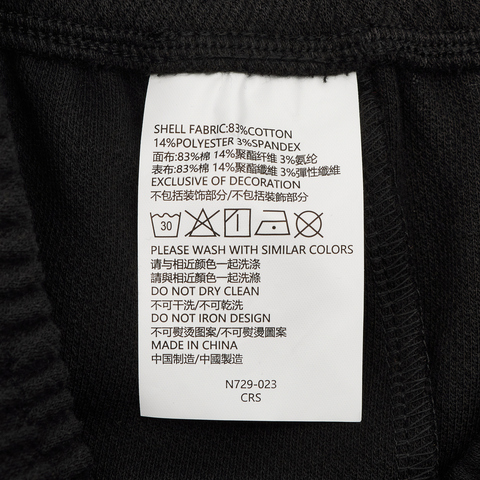 SHELL FABRIC:83%COTTON
14%POLYESTER 3%SPANDEX
面布:83%棉 14%聚酯纤维 3%氨纶
表布:83%棉 14%聚酯纖維 3%彈性纖維
EXCLUSIVE OF DECORATION
不包括装饰部分/不包括裝飾部分
30
PLEASE WASH WITH SIMILAR COLORS
请与相近颜色一起洗涤
請與相近顏色一起洗滌
DO NOT DRY CLEAN
不可干洗/不可乾洗
DO NOT IRON DESIGN
不可熨烫图案/不可熨燙圖案
MADE IN CHINA
中国制造/中國製造
N729-023
CRS